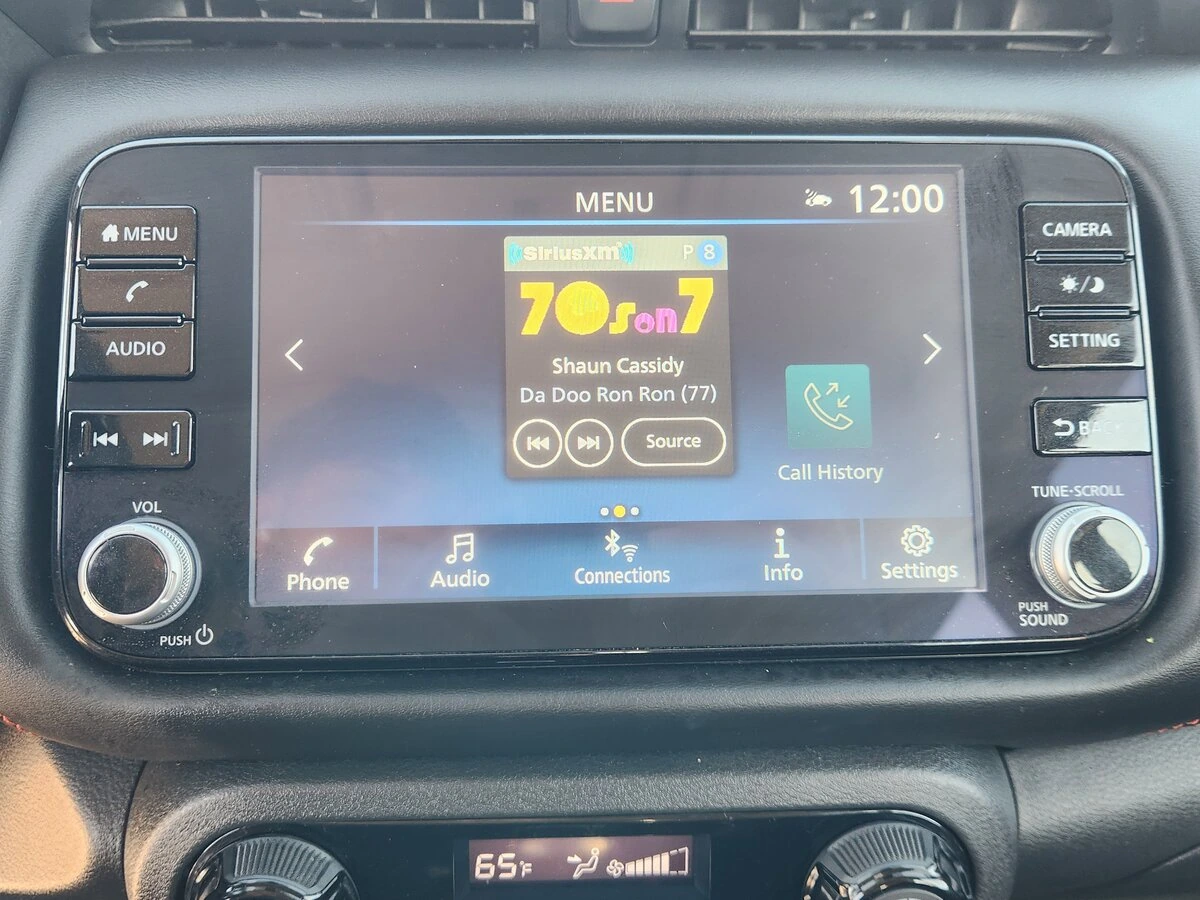 MENU
AUDIO
VOL
PUSH
MENU
12:00
SiriusXM
P 8
70s on 7
Shaun Cassidy
Da Doo Ron Ron (77)
Source
Call History
Phone
Audio
Connections
Info
Settings
CAMERA
SETTING
BACK
TUNE·SCROLL
PUSH
SOUND
65°F